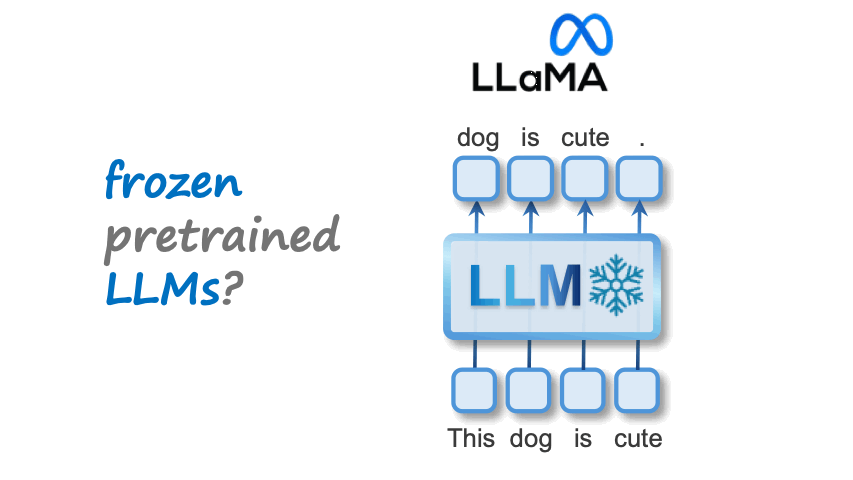 LLaMA
dog is cute .
frozen
pretrained
LLMs?
LLM
This dog is cute